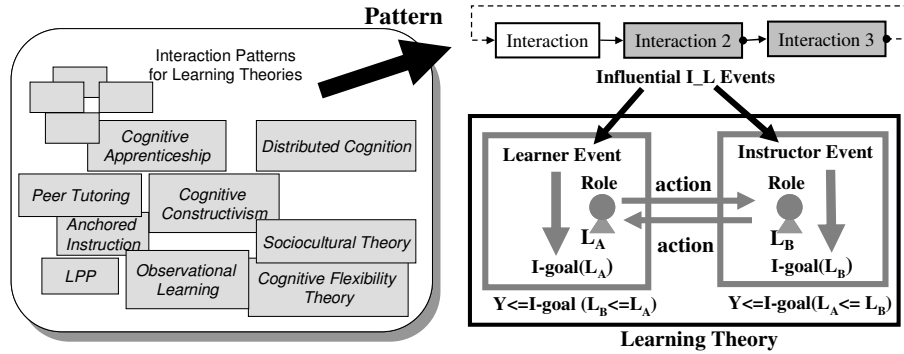 Pattern
Interaction Patterns
for Learning Theories
Cognitive
Apprenticeship
Distributed Cognition
Peer Tutoring
Cognitive
Constructivism
Anchored
Instruction
Sociocultural Theory
LPP
Observational
Learning
Cognitive Flexibility
Theory
Interaction
Interaction 2
Interaction 3
Influential I_L Events
Learner Event
Instructor Event
Role
action
Role
L_A
action
L_B
I-goal(L_A)
I-goal(L_B)
Y<=I-goal (L_B<=L_A)
Y<=I-goal(L_A<= L_B)
Learning Theory